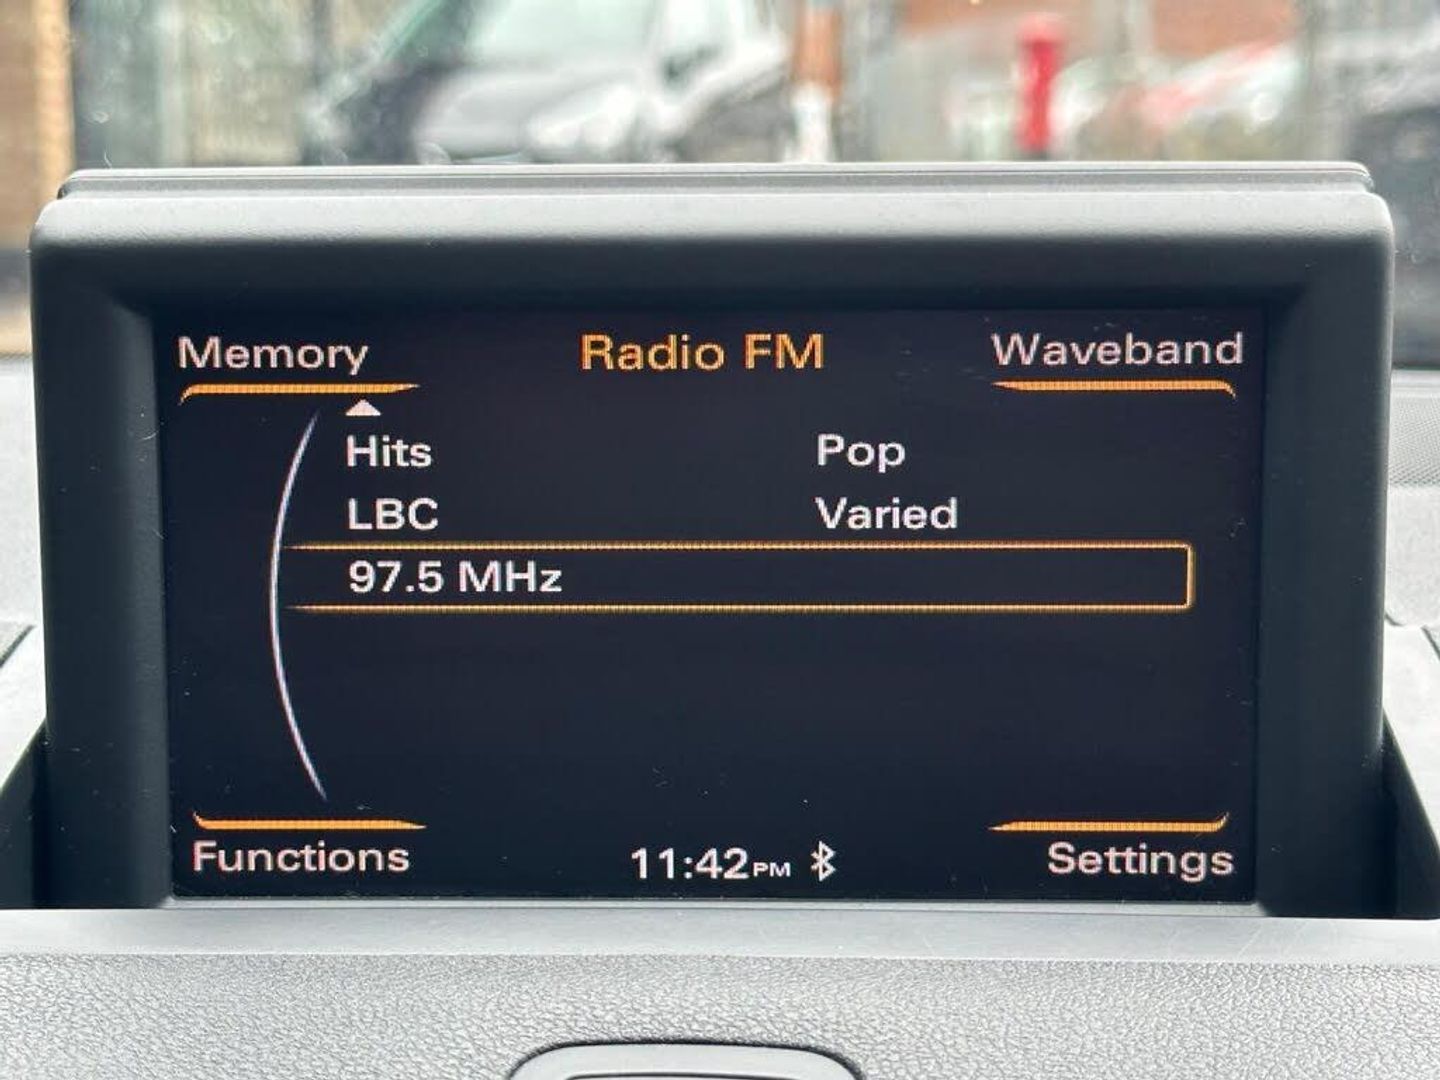 Memory Radio FM Waveband
Hits Pop
LBC Varied
97.5 MHz
Functions 11:42PM Settings